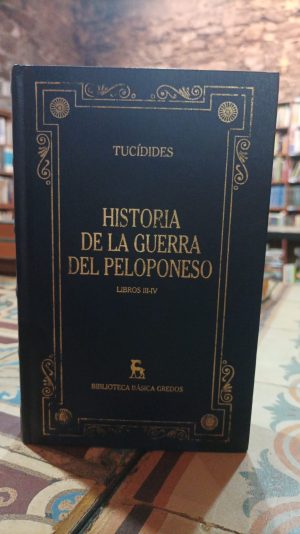 TUCÍDIDES
HISTORIA
DE LA GUERRA
DEL PELOPONESO
LIBROS III-IV
BIBLIOTECA BÁSICA GREDOS